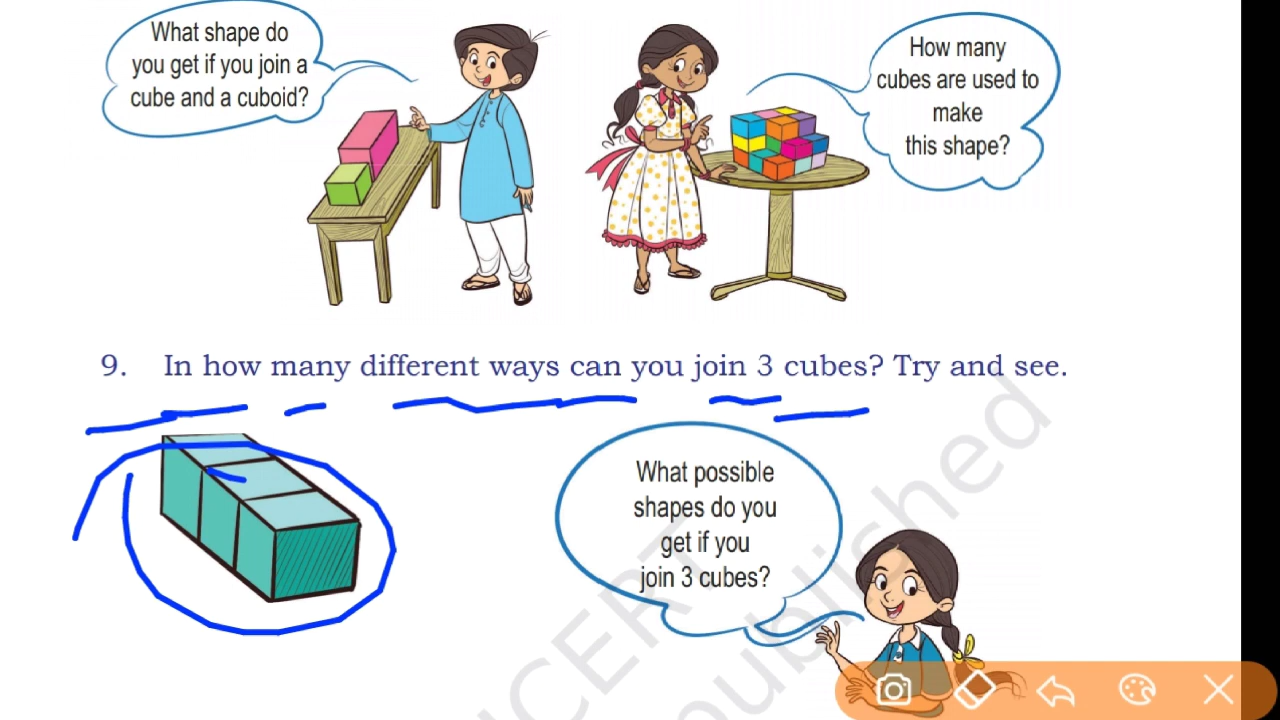 What shape do
you get if you join a
cube and a cuboid?
How many
cubes are used to
make
this shape?
9. In how many different ways can you join 3 cubes? Try and see.
What possible
shapes do you
get if you
join 3 cubes?
NCERT
published